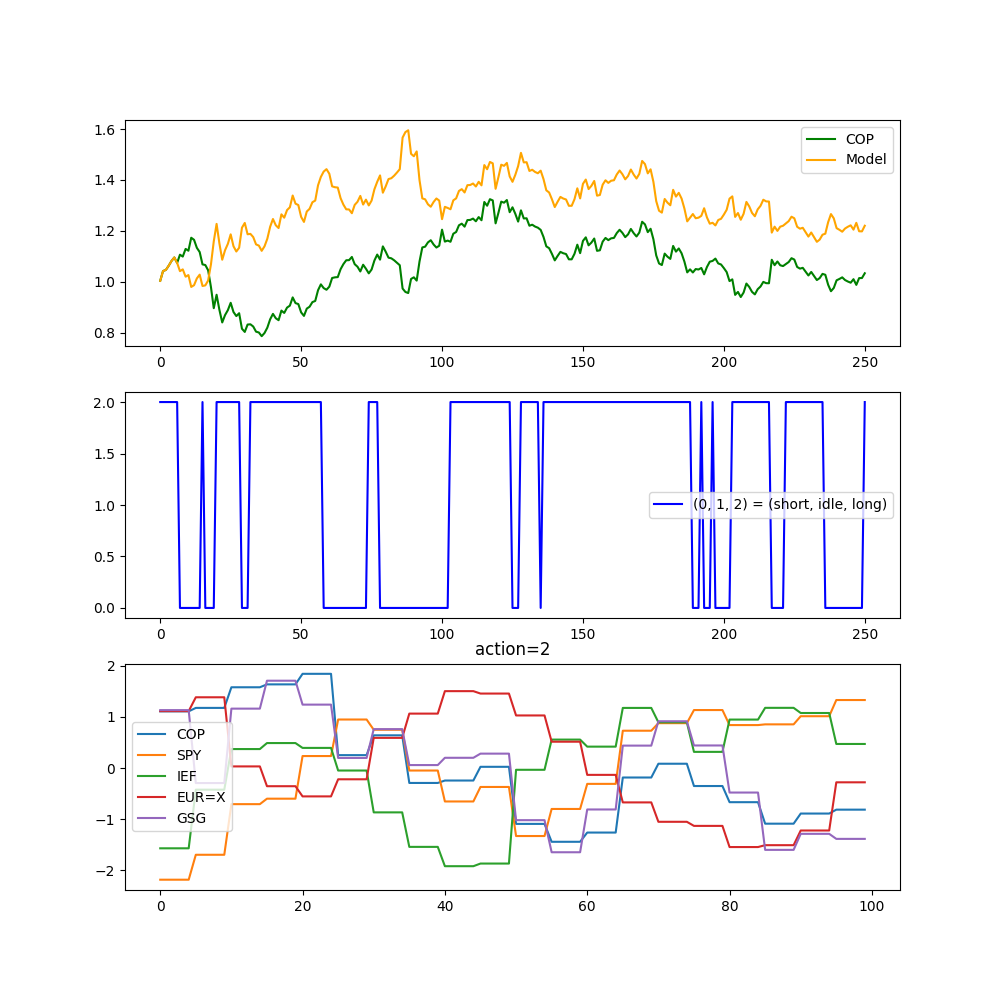 1.6
1.4
1.2
1.0
0.8
COP
Model
0 50 100 150 200 250
2.0
1.5
1.0
0.5
0.0
(0, 1, 2) = (short, idle, long)
0 50 100 150 200 250
action=2
2
1
0
−1
−2
COP
SPY
IEF
EUR=X
GSG
0 20 40 60 80 100